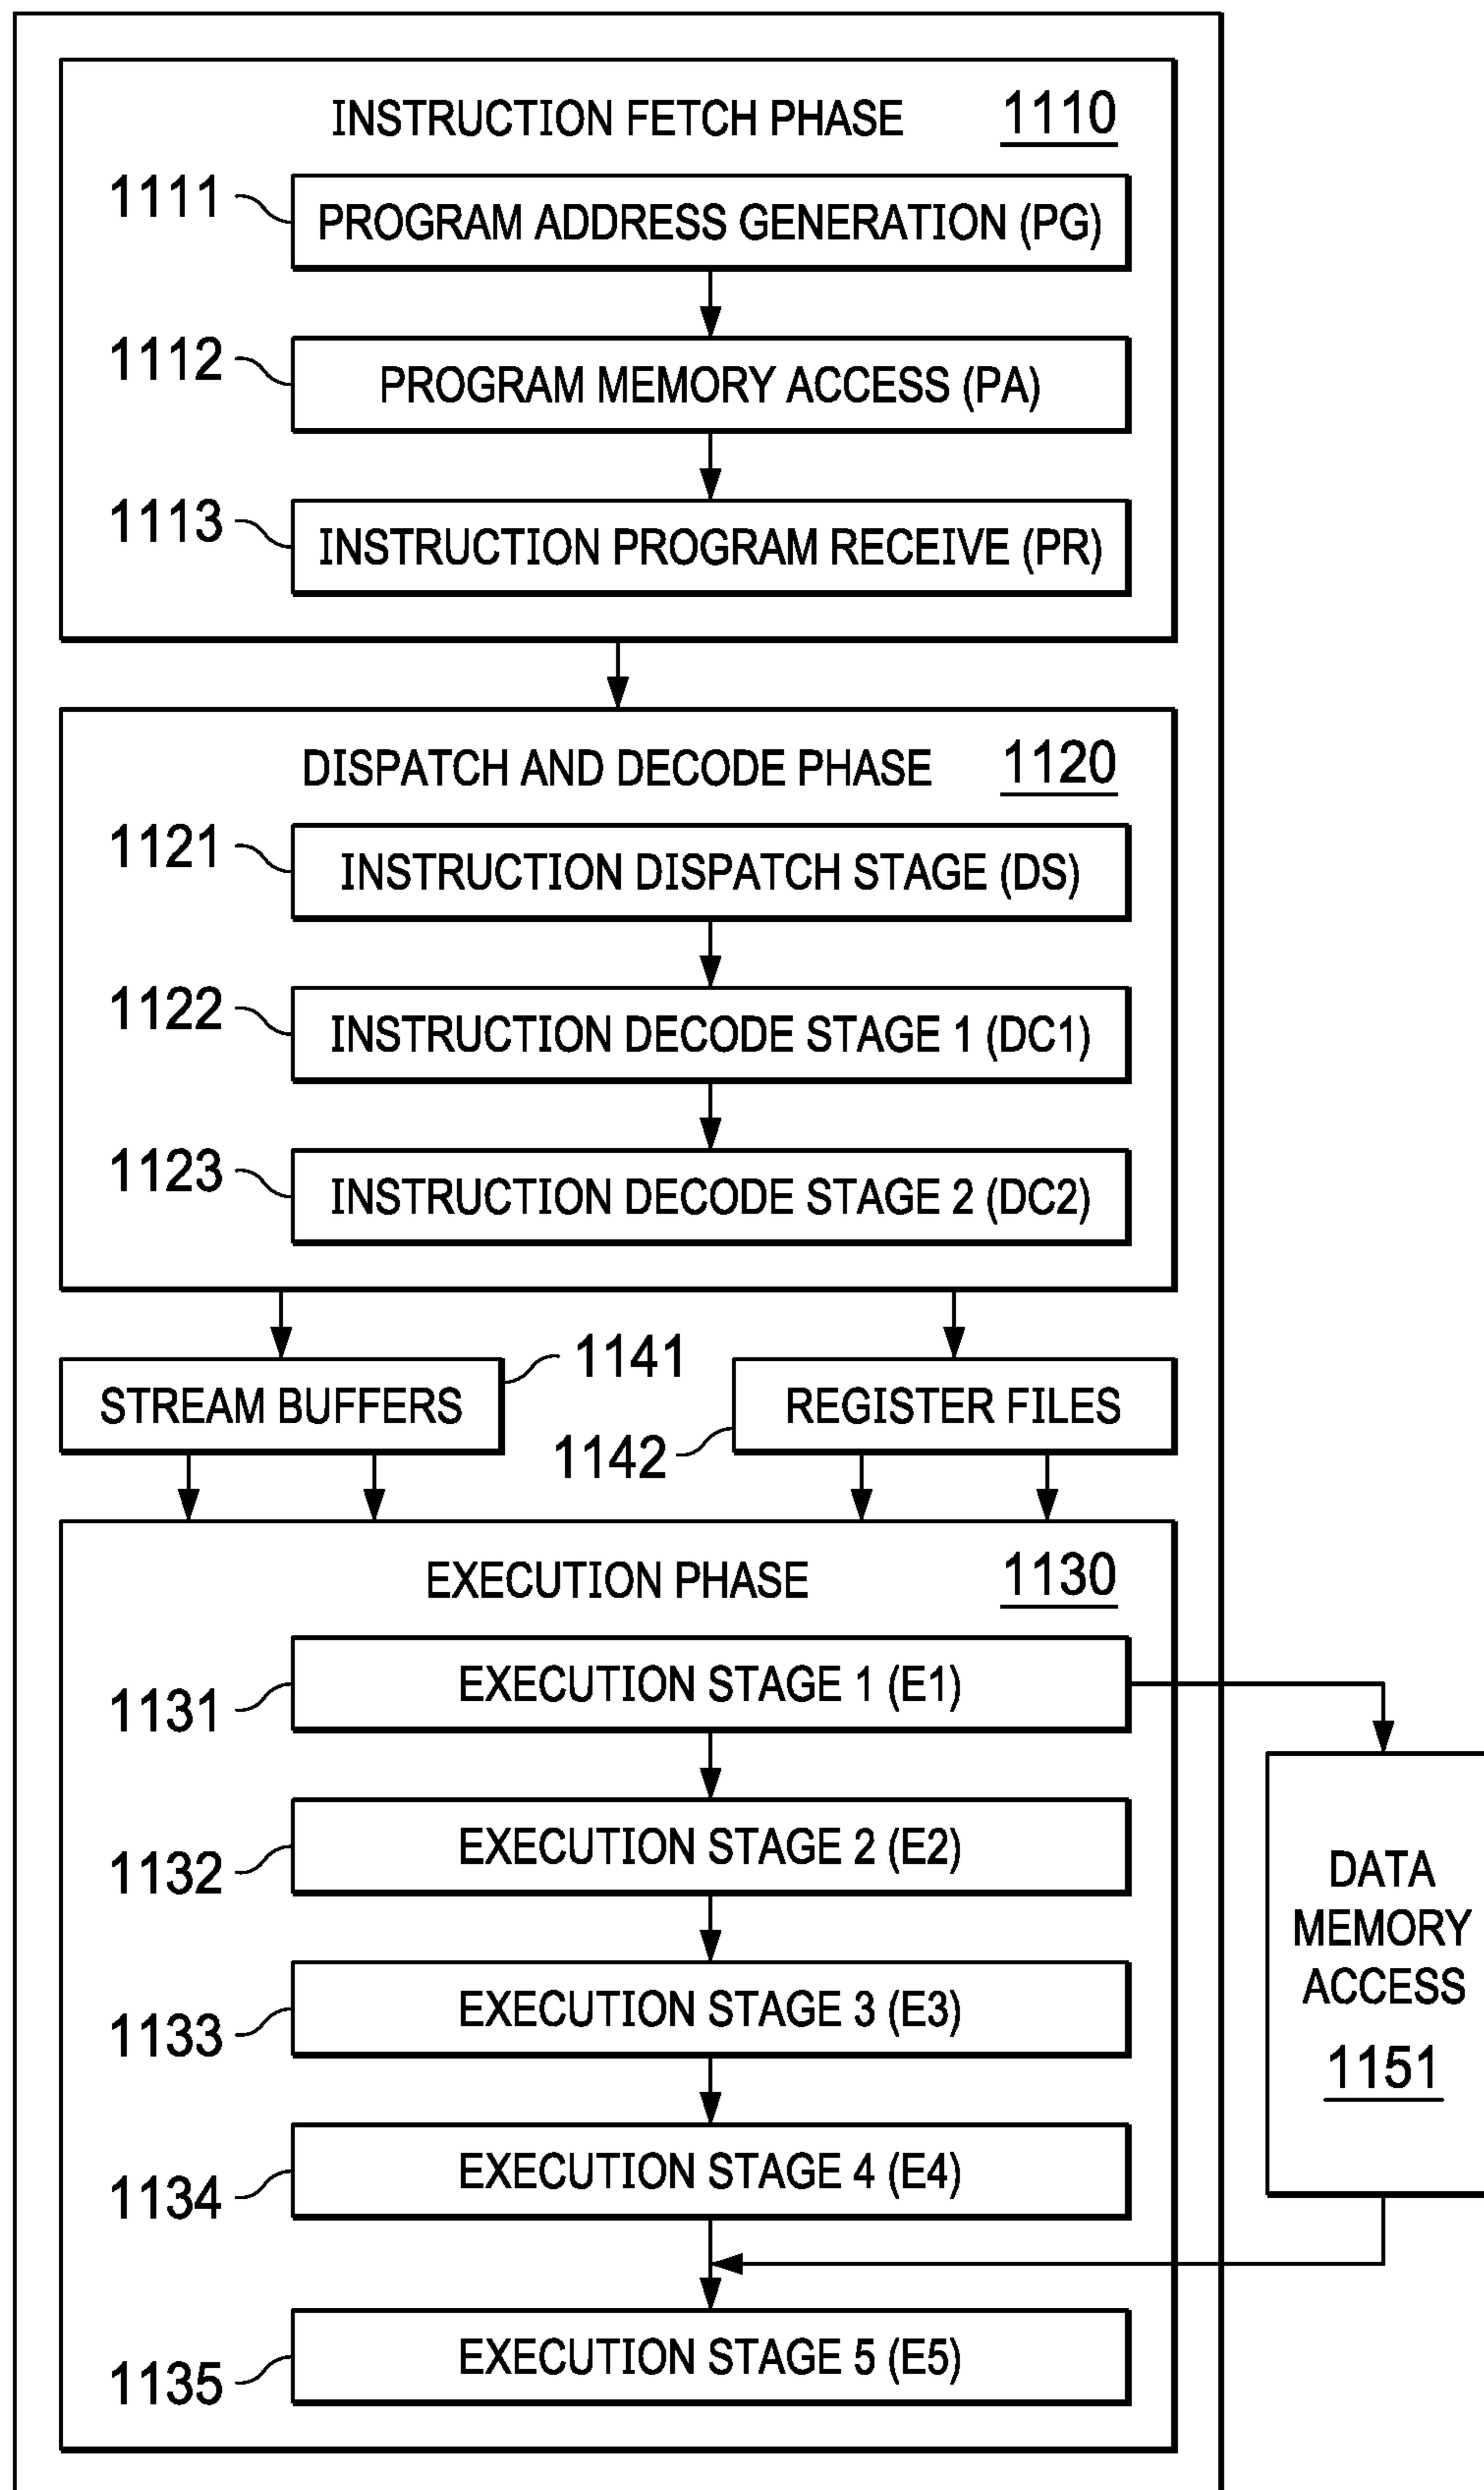 INSTRUCTION FETCH PHASE 1110
1111 PROGRAM ADDRESS GENERATION (PG)
1112 PROGRAM MEMORY ACCESS (PA)
1113 INSTRUCTION PROGRAM RECEIVE (PR)
DISPATCH AND DECODE PHASE 1120
1121 INSTRUCTION DISPATCH STAGE (DS)
1122 INSTRUCTION DECODE STAGE 1 (DC1)
1123 INSTRUCTION DECODE STAGE 2 (DC2)
1141
STREAM BUFFERS
REGISTER FILES
1142
EXECUTION PHASE 1130
1131 EXECUTION STAGE 1 (E1)
1132 EXECUTION STAGE 2 (E2)
1133 EXECUTION STAGE 3 (E3)
1134 EXECUTION STAGE 4 (E4)
1135 EXECUTION STAGE 5 (E5)
DATA
MEMORY
ACCESS
1151